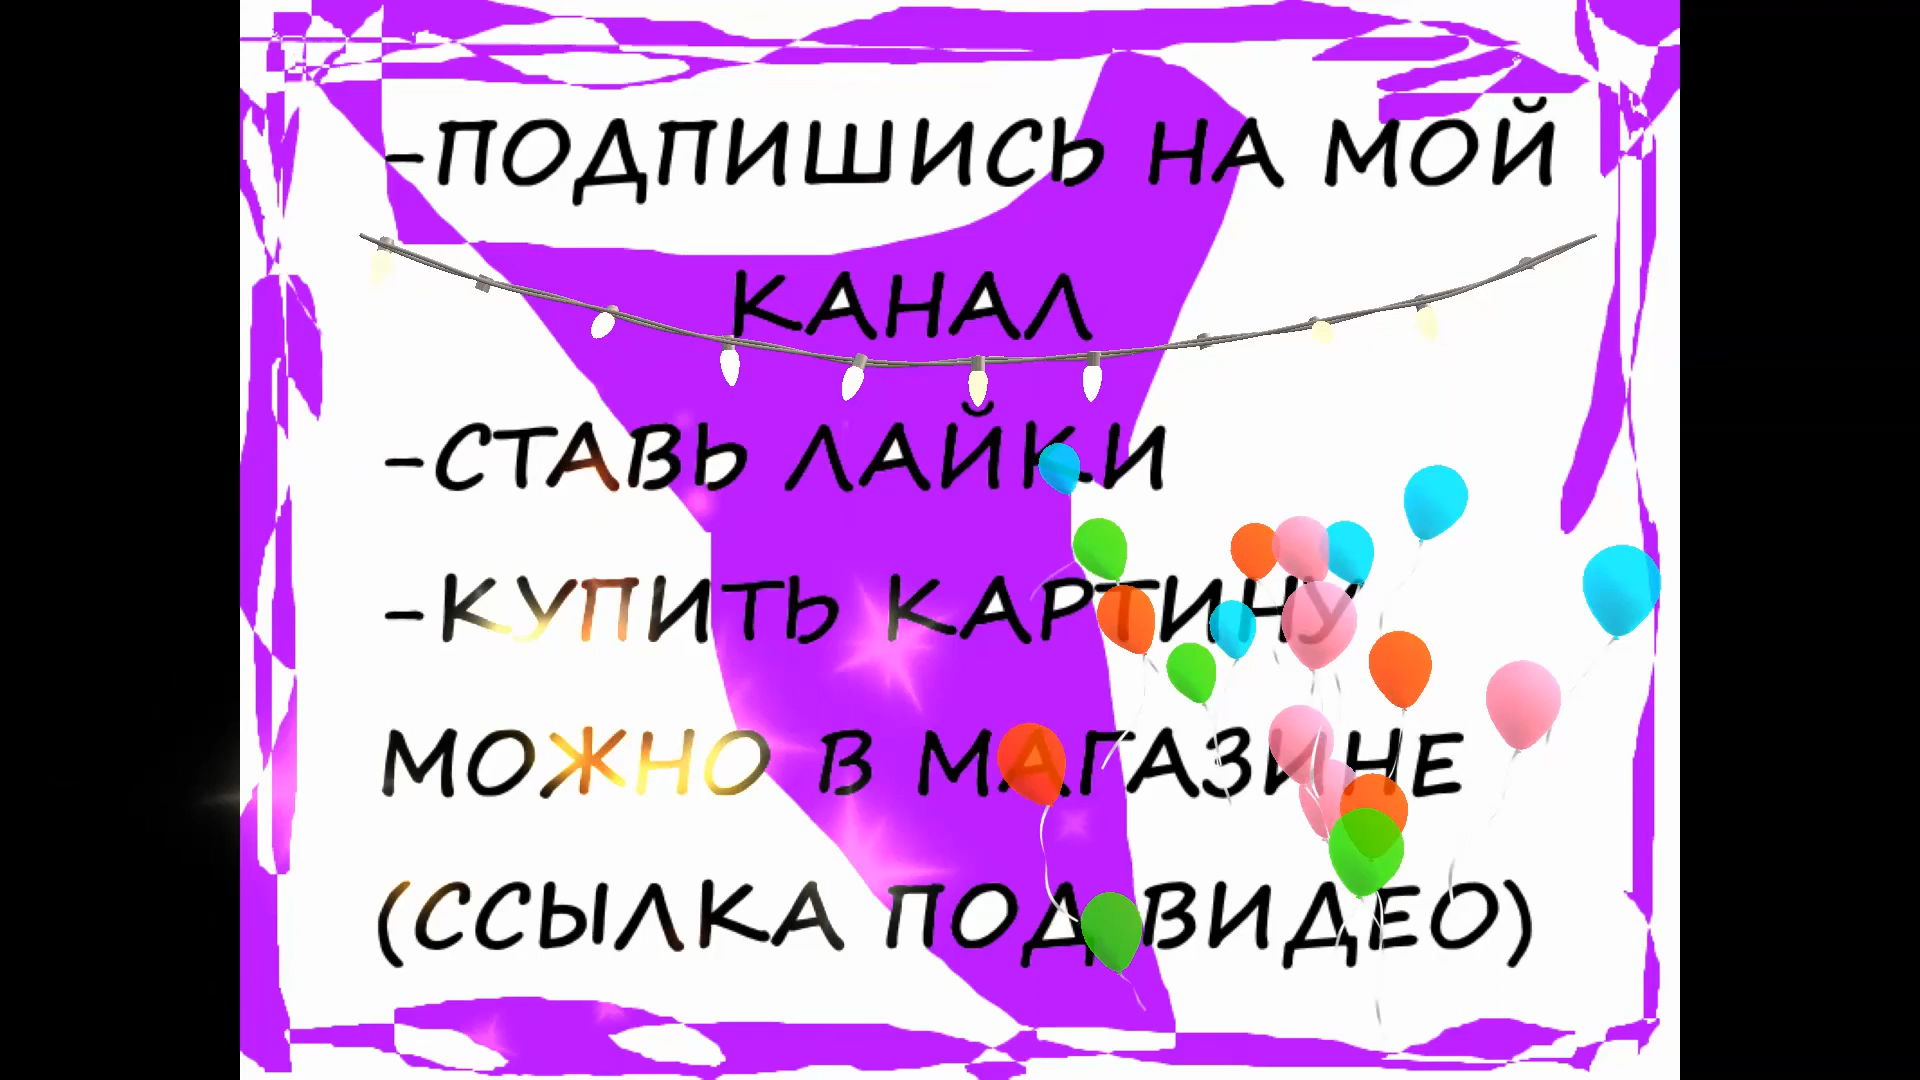 -ПОДПИШИСЬ НА МОЙ
КАНАЛ
-СТАВЬ ЛАЙКИ
-КУПИТЬ КАРТИНУ
МОЖНО В МАГАЗИНЕ
(ССЫЛКА ПОД ВИДЕО)